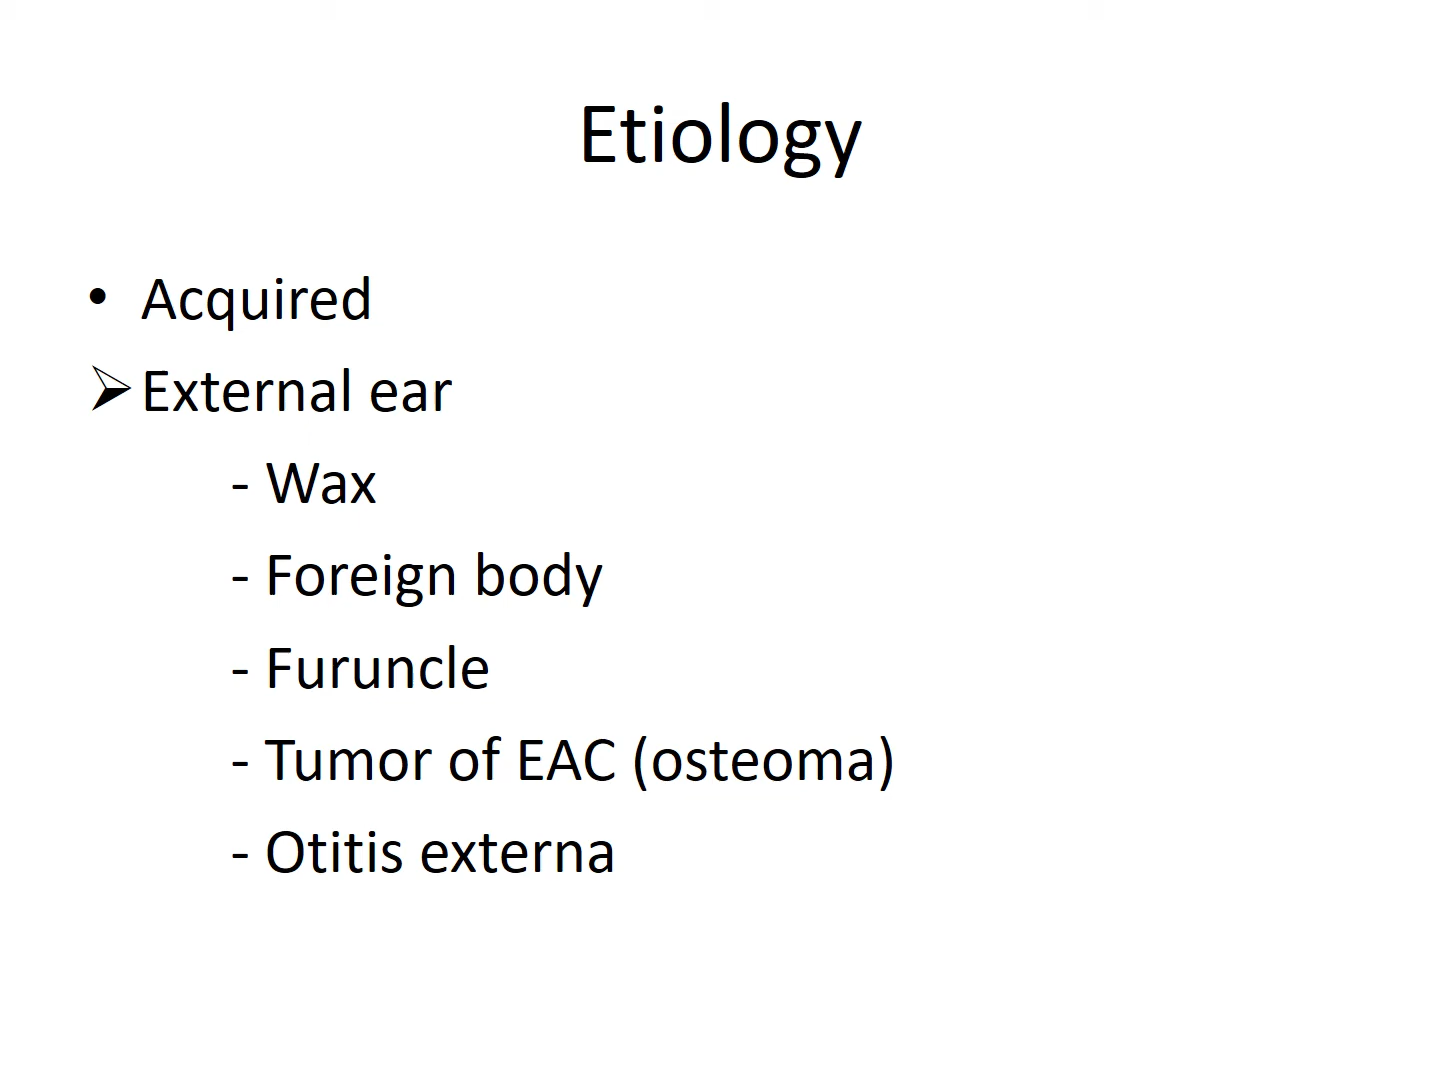 Etiology
• Acquired
➢ External ear
- Wax
- Foreign body
- Furuncle
- Tumor of EAC (osteoma)
- Otitis externa